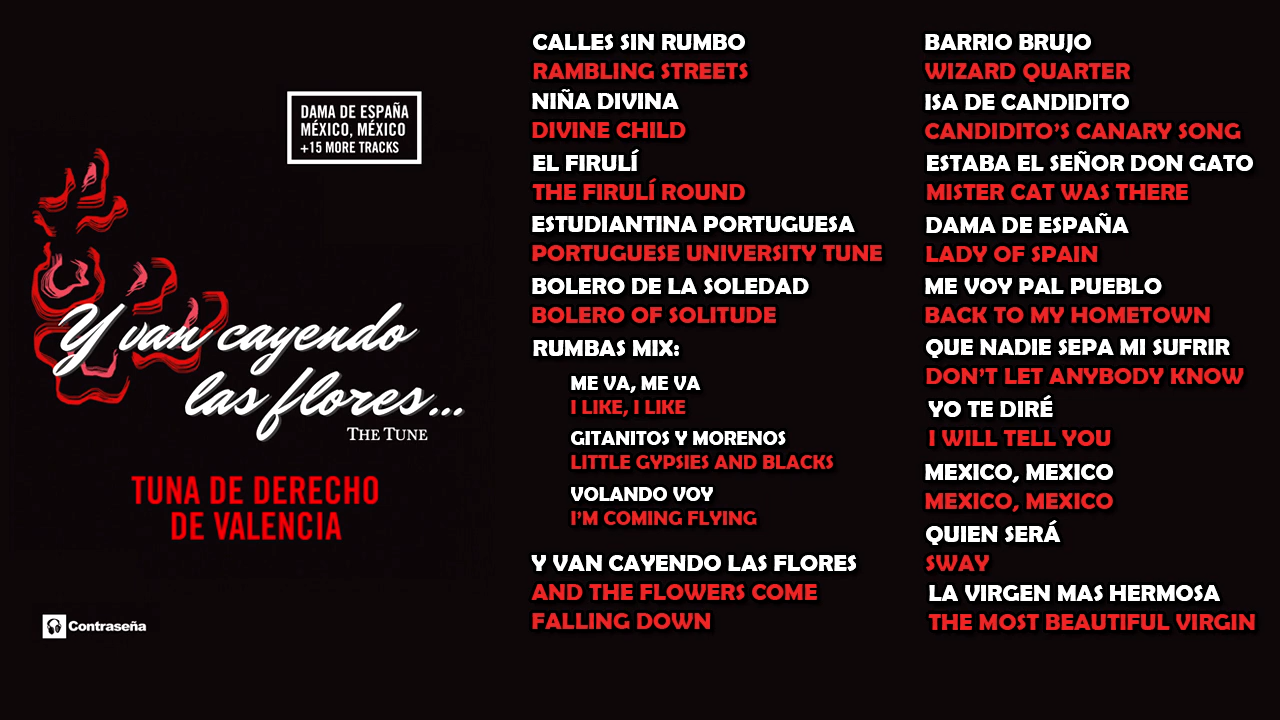 DAMA DE ESPAÑA
MÉXICO, MÉXICO
+15 MORE TRACKS
Y van cayendo
las flores...
THE TUNE
TUNA DE DERECHO
DE VALENCIA
Contraseña
CALLES SIN RUMBO
RAMBLING STREETS
NIÑA DIVINA
DIVINE CHILD
EL FIRULÍ
THE FIRULÍ ROUND
ESTUDIANTINA PORTUGUESA
PORTUGUESE UNIVERSITY TUNE
BOLERO DE LA SOLEDAD
BOLERO OF SOLITUDE
RUMBAS MIX:
ME VA, ME VA
I LIKE, I LIKE
GITANITOS Y MORENOS
LITTLE GYPSIES AND BLACKS
VOLANDO VOY
I'M COMING FLYING
Y VAN CAYENDO LAS FLORES
AND THE FLOWERS COME
FALLING DOWN
BARRIO BRUJO
WIZARD QUARTER
ISA DE CANDIDITO
CANDIDITO'S CANARY SONG
ESTABA EL SEÑOR DON GATO
MISTER CAT WAS THERE
DAMA DE ESPAÑA
LADY OF SPAIN
ME VOY PAL PUEBLO
BACK TO MY HOMETOWN
QUE NADIE SEPA MI SUFRIR
DON'T LET ANYBODY KNOW
YO TE DIRÉ
I WILL TELL YOU
MEXICO, MEXICO
MEXICO, MEXICO
QUIEN SERÁ
SWAY
LA VIRGEN MAS HERMOSA
THE MOST BEAUTIFUL VIRGIN